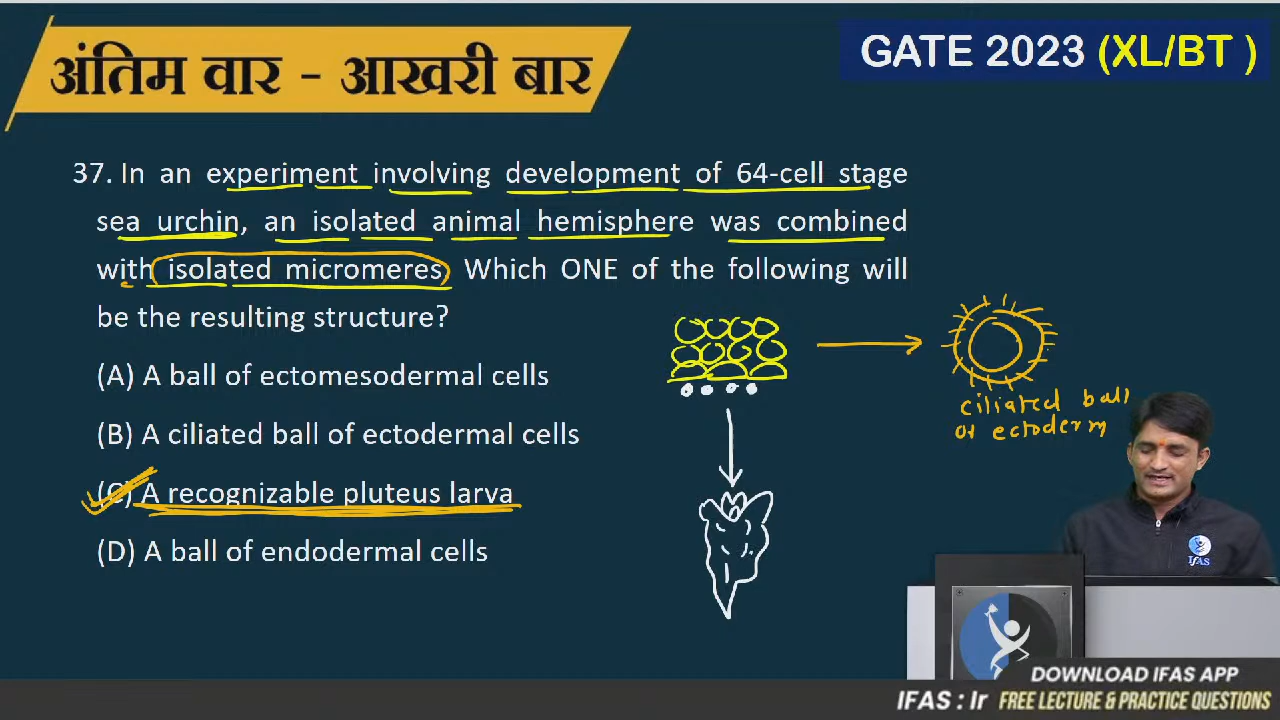 अंतिम वार - आखरी बार
GATE 2023 (XL/BT )
37. In an experiment involving development of 64-cell stage
sea urchin, an isolated animal hemisphere was combined
with isolated micromeres. Which ONE of the following will
be the resulting structure?
(A) A ball of ectomesodermal cells
(B) A ciliated ball of ectodermal cells
(C) A recognizable pluteus larva
(D) A ball of endodermal cells
ciliated ball
of ectoderm
IFAS
DOWNLOAD IFAS APP
IFAS : Ir FREE LECTURE & PRACTICE QUESTIONS